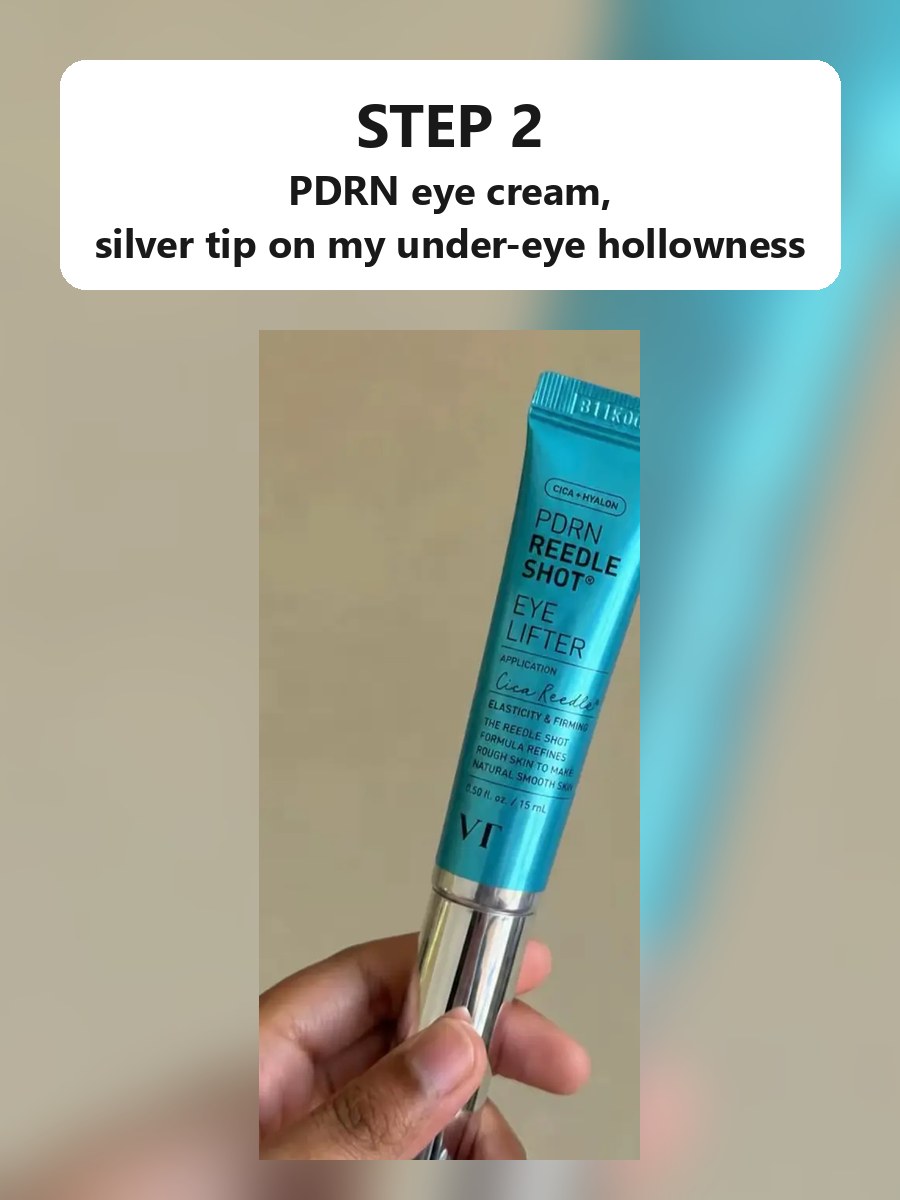 STEP 2
PDRN eye cream,
silver tip on my under-eye hollowness
CICA + HYALON
PDRN
REEDLE
SHOT®
EYE
LIFTER
APPLICATION
Cica Reedle®
ELASTICITY & FIRMING
THE REEDLE SHOT
FORMULA REFINES
ROUGH SKIN TO MAKE
NATURAL SMOOTH SKIN
0.50 fl. oz. / 15 mL
VT